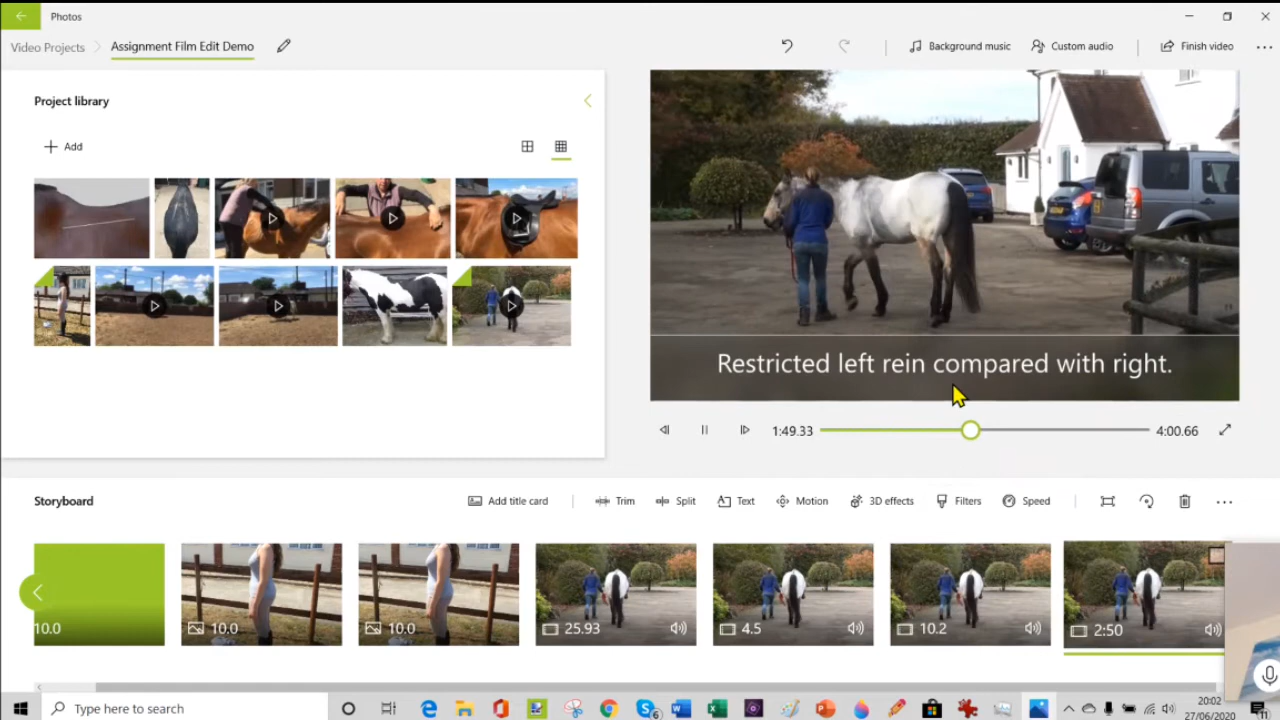 Photos
Video Projects
Assignment Film Edit Demo
Background music
Custom audio
Finish video
Project library
Add
Restricted left rein compared with right.
1:49.33
4:00.66
Storyboard
Add title card
Trim
Split
Text
Motion
3D effects
Filters
Speed
10.0
10.0
10.0
25.93
4.5
10.2
2:50
Type here to search
20:02
27/06/2020